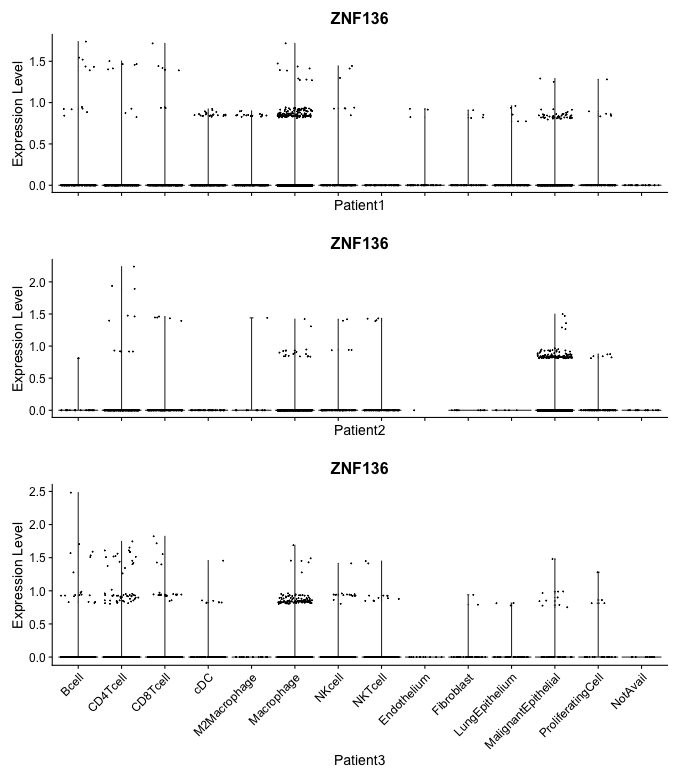 ZNF136
Expression Level
1.5
1.0
0.5
0.0
Patient1
ZNF136
Expression Level
2.0
1.5
1.0
0.5
0.0
Patient2
ZNF136
Expression Level
2.5
2.0
1.5
1.0
0.5
0.0
Bcell
CD4Tcell
CD8Tcell
cDC
M2Macrophage
Macrophage
NKcell
NKTcell
Endothelium
Fibroblast
LungEpithelium
MalignantEpithelial
ProliferatingCell
NotAvail
Patient3